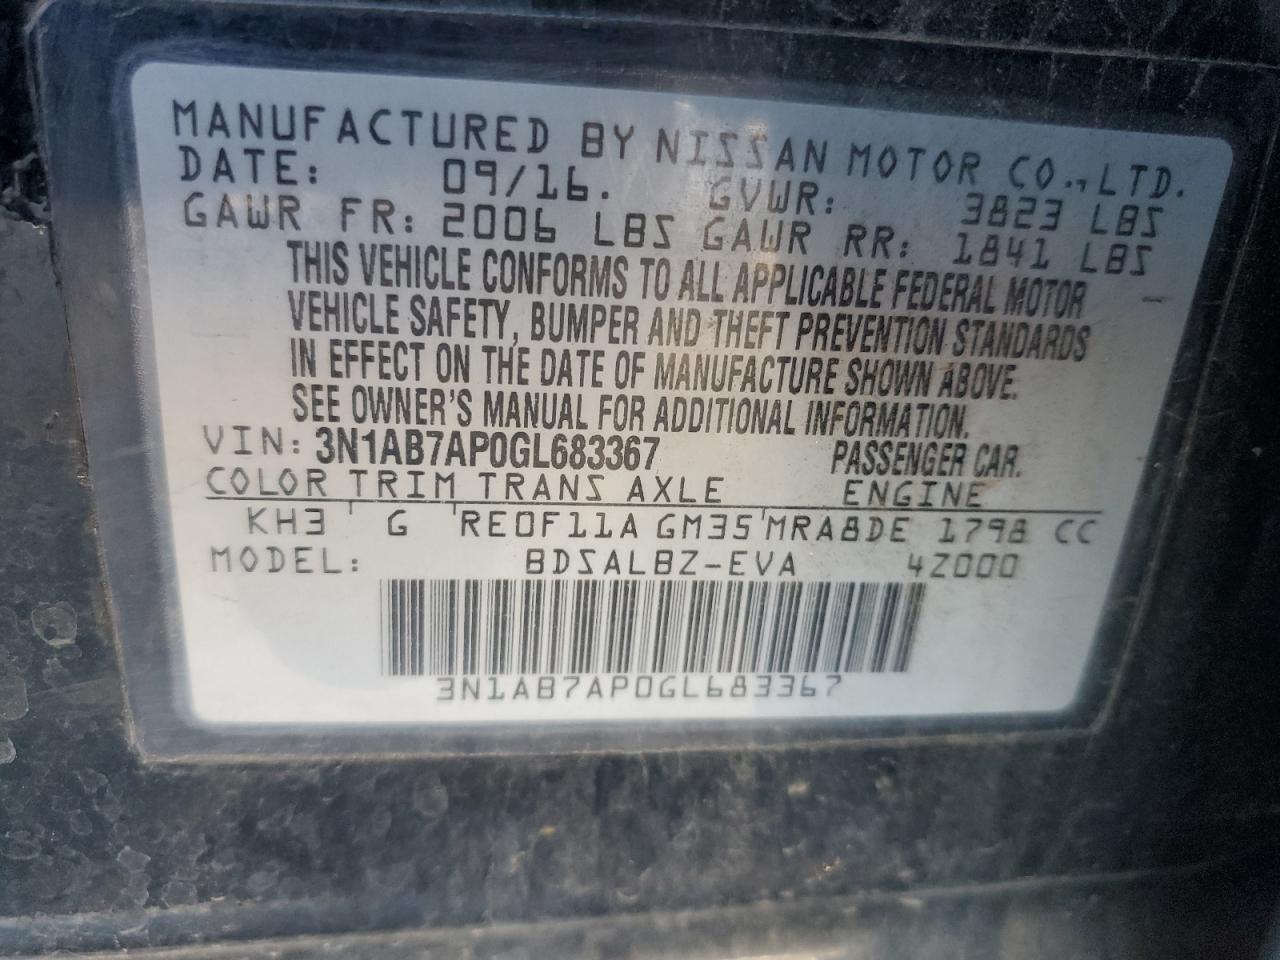 MANUFACTURED BY NISSAN MOTOR CO., LTD.
DATE: 09/16. GVWR: 3823 LBS
GAWR FR: 2006 LBS GAWR RR: 1841 LBS
THIS VEHICLE CONFORMS TO ALL APPLICABLE FEDERAL MOTOR
VEHICLE SAFETY, BUMPER AND THEFT PREVENTION STANDARDS
IN EFFECT ON THE DATE OF MANUFACTURE SHOWN ABOVE.
SEE OWNER'S MANUAL FOR ADDITIONAL INFORMATION.
VIN: 3N1AB7AP0GL683367 PASSENGER CAR.
COLOR TRIM TRANS AXLE ENGINE
KH3 G RE0F11A GM35 MRA8DE 1798 CC
MODEL: BDSALBZ-EVA 4Z000
3N1AB7AP0GL683367